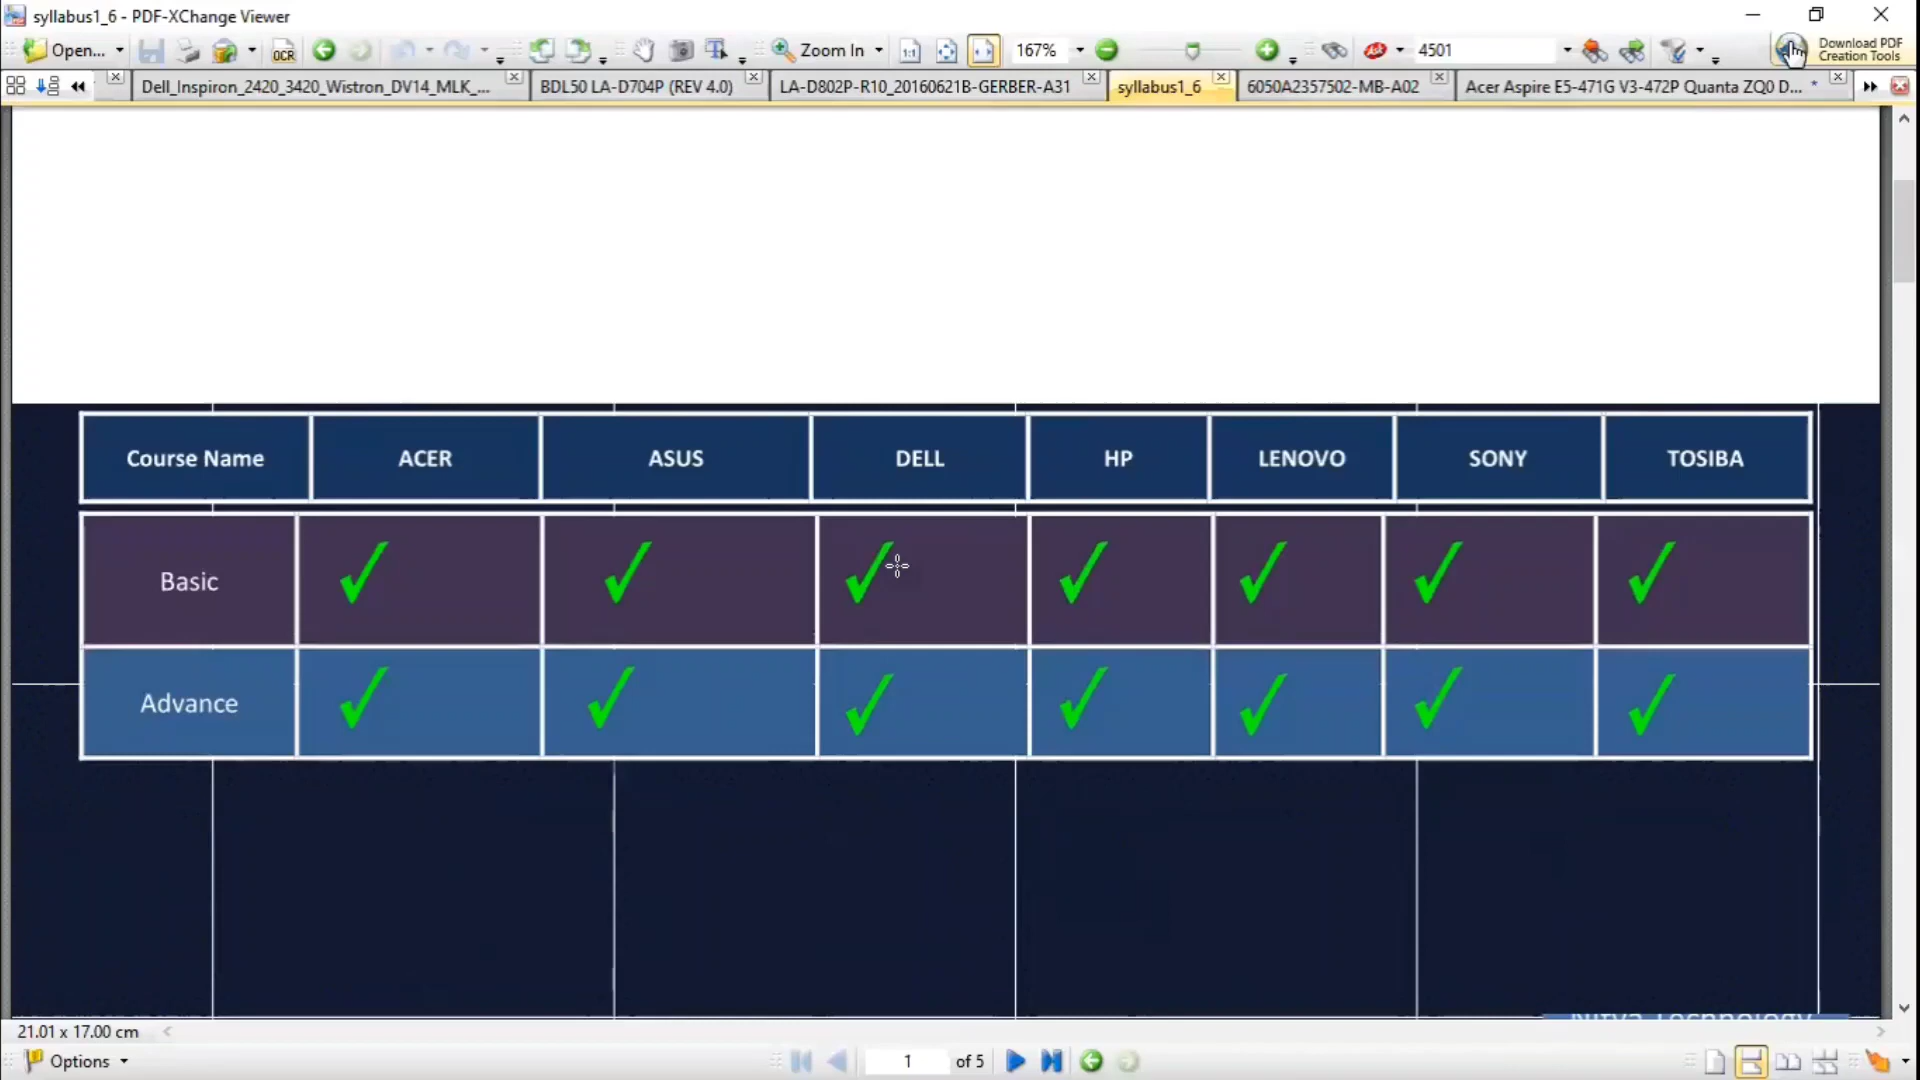 syllabus1_6 - PDF-XChange Viewer
Open... OCR Zoom In 1:1 167% 4501 Download PDF
Creation Tools
Dell_Inspiron_2420_3420_Wistron_DV14_MLK_... BDL50 LA-D704P (REV 4.0) LA-D802P-R10_20160621B-GERBER-A31 syllabus1_6 6050A2357502-MB-A02 Acer Aspire E5-471G V3-472P Quanta ZQ0 D... *
Course Name ACER ASUS DELL HP LENOVO SONY TOSIBA
Basic
Advance
21.01 x 17.00 cm
Options 1 of 5